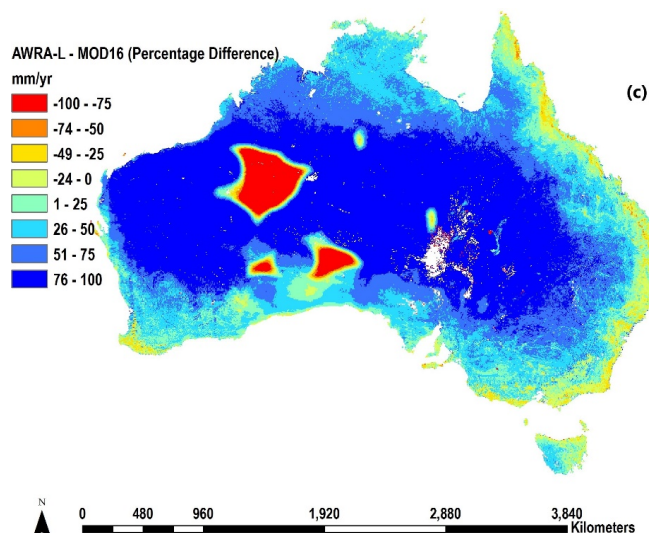 AWRA-L - MOD16 (Percentage Difference)
mm/yr
(c)
-100 - -75
-74 - -50
-49 - -25
-24 - 0
1 - 25
26 - 50
51 - 75
76 - 100
N
0 480 960 1,920 2,880 3,840
Kilometers